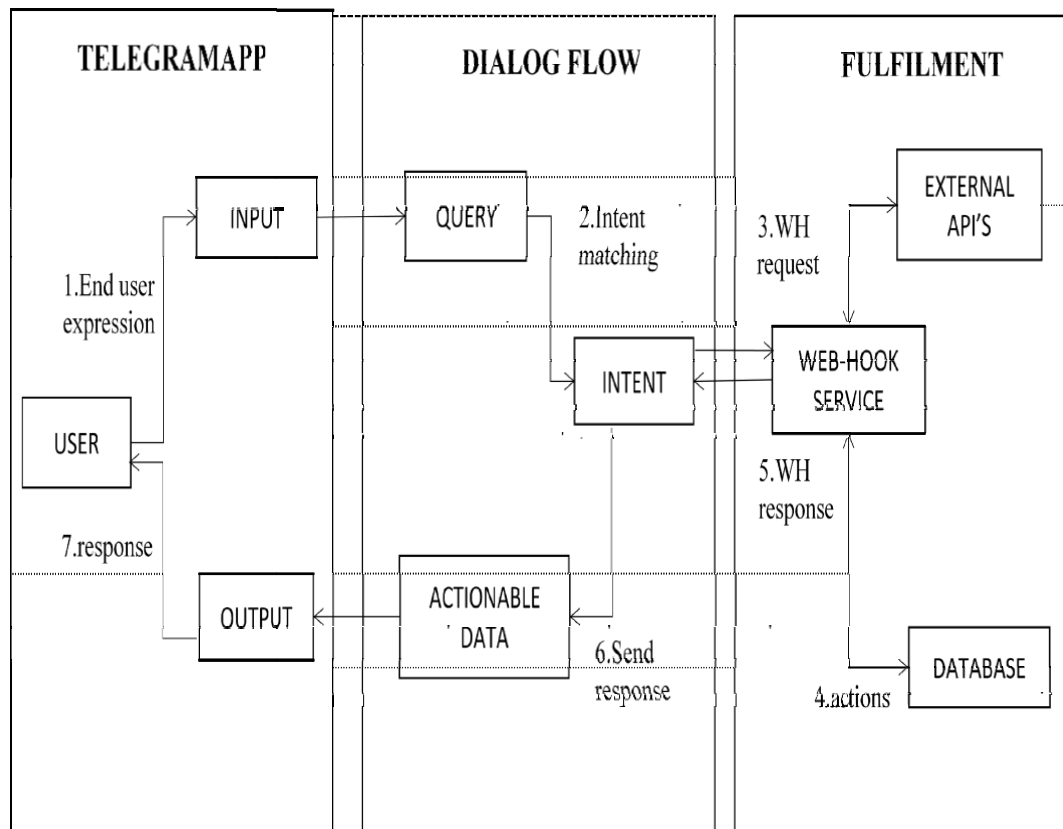 TELEGRAMAPP
DIALOG FLOW
FULFILMENT
INPUT
QUERY
2.Intent
matching
3.WH
request
EXTERNAL
API'S
1.End user
expression
INTENT
WEB-HOOK
SERVICE
USER
5.WH
response
7.response
OUTPUT
ACTIONABLE
DATA
6.Send
response
4.actions
DATABASE